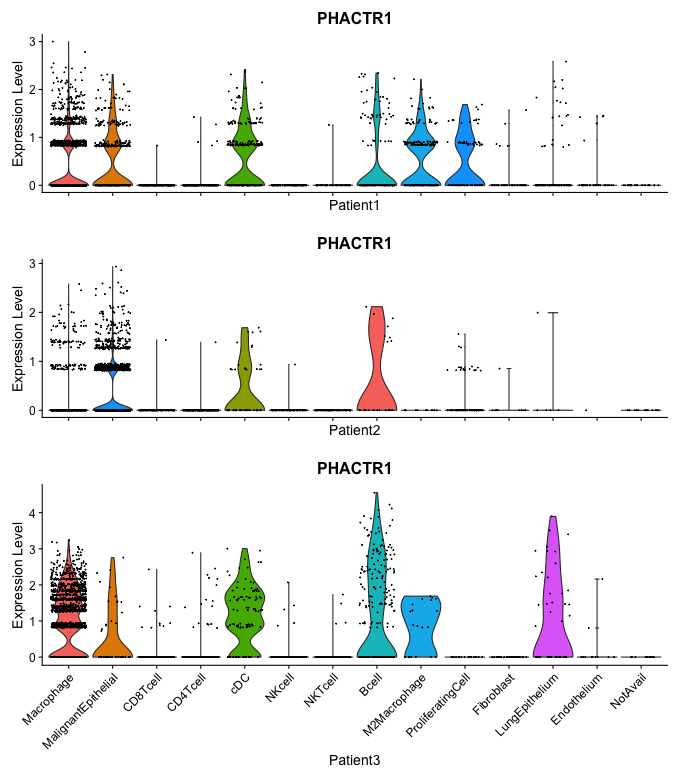 PHACTR1
Expression Level
3
2
1
0
Patient1
PHACTR1
Expression Level
3
2
1
0
Patient2
PHACTR1
Expression Level
4
3
2
1
0
Macrophage
MalignantEpithelial
CD8Tcell
CD4Tcell
cDC
NKcell
NKTcell
Bcell
M2Macrophage
ProliferatingCell
Fibroblast
LungEpithelium
Endothelium
NotAvail
Patient3